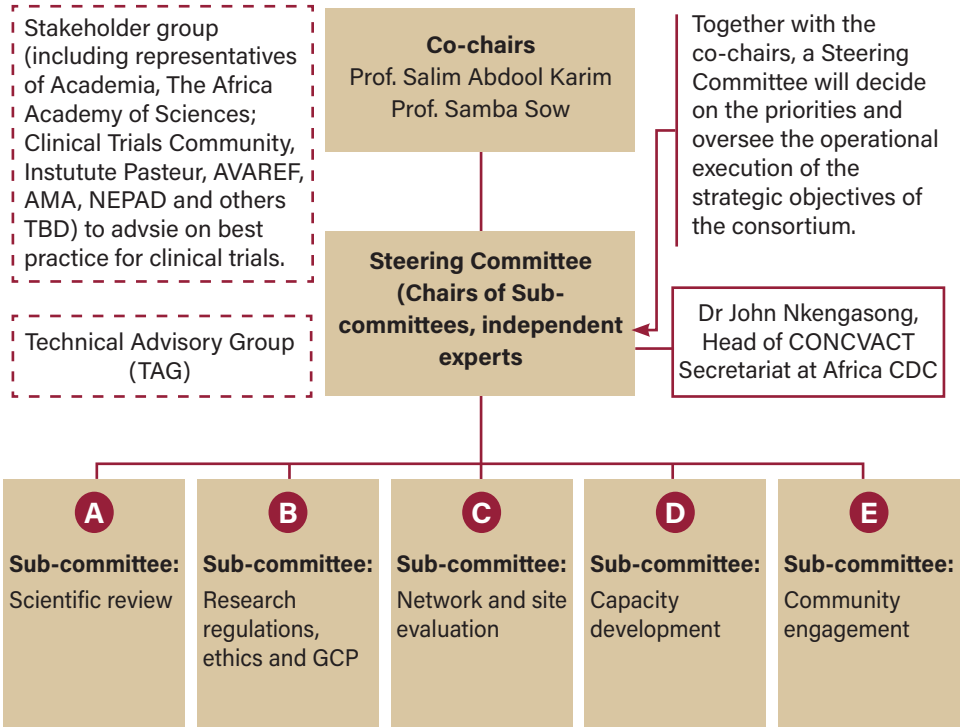 Stakeholder group
(including representatives
of Academia, The Africa
Academy of Sciences;
Clinical Trials Community,
Instutute Pasteur, AVAREF,
AMA, NEPAD and others
TBD) to advsie on best
practice for clinical trials.
Technical Advisory Group
(TAG)
Co-chairs
Prof. Salim Abdool Karim
Prof. Samba Sow
Together with the
co-chairs, a Steering
Committee will decide
on the priorities and
oversee the operational
execution of the
strategic objectives of
the consortium.
Steering Committee
(Chairs of Sub-
committees, independent
experts
Dr John Nkengasong,
Head of CONCVACT
Secretariat at Africa CDC
A
Sub-committee:
Scientific review
B
Sub-committee:
Research
regulations,
ethics and GCP
C
Sub-committee:
Network and site
evaluation
D
Sub-committee:
Capacity
development
E
Sub-committee:
Community
engagement